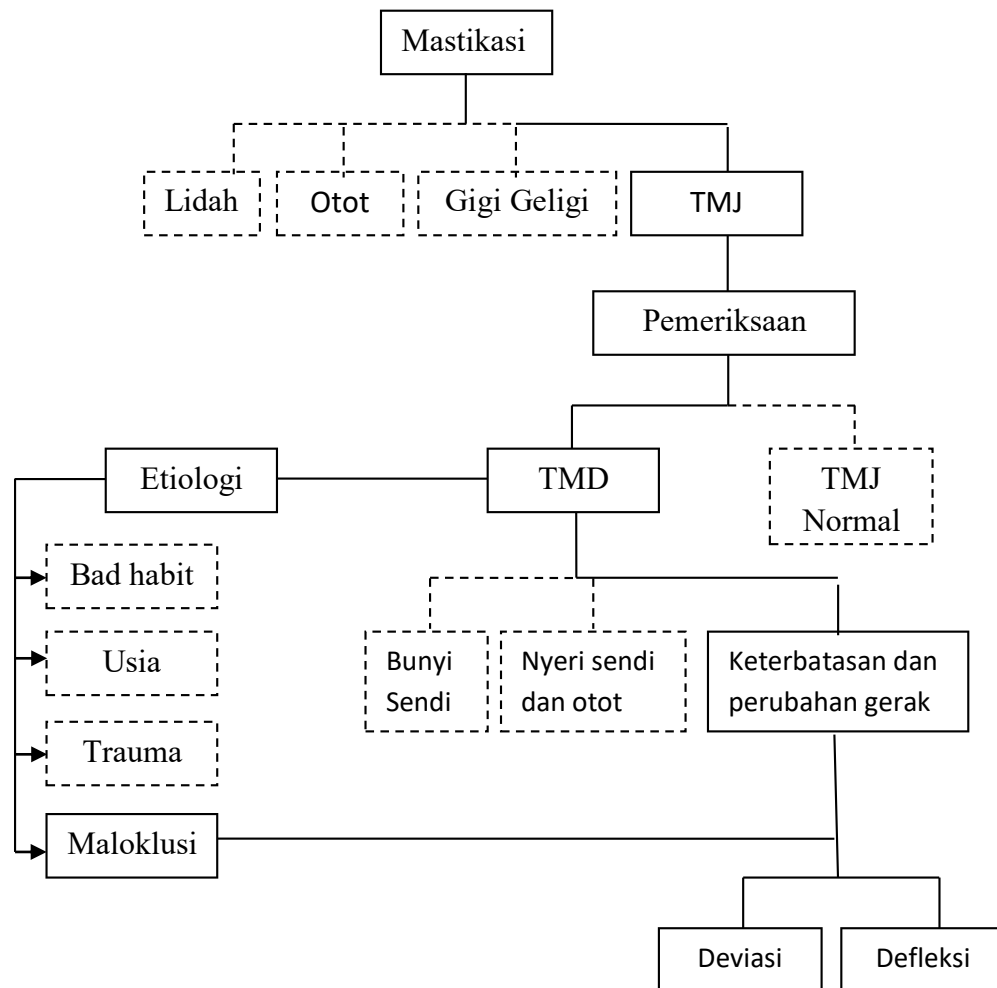 Mastikasi
Lidah
Otot
Gigi Geligi
TMJ
Pemeriksaan
Etiologi
TMD
TMJ
Normal
Bad habit
Usia
Trauma
Maloklusi
Bunyi
Sendi
Nyeri sendi
dan otot
Keterbatasan dan
perubahan gerak
Deviasi
Defleksi